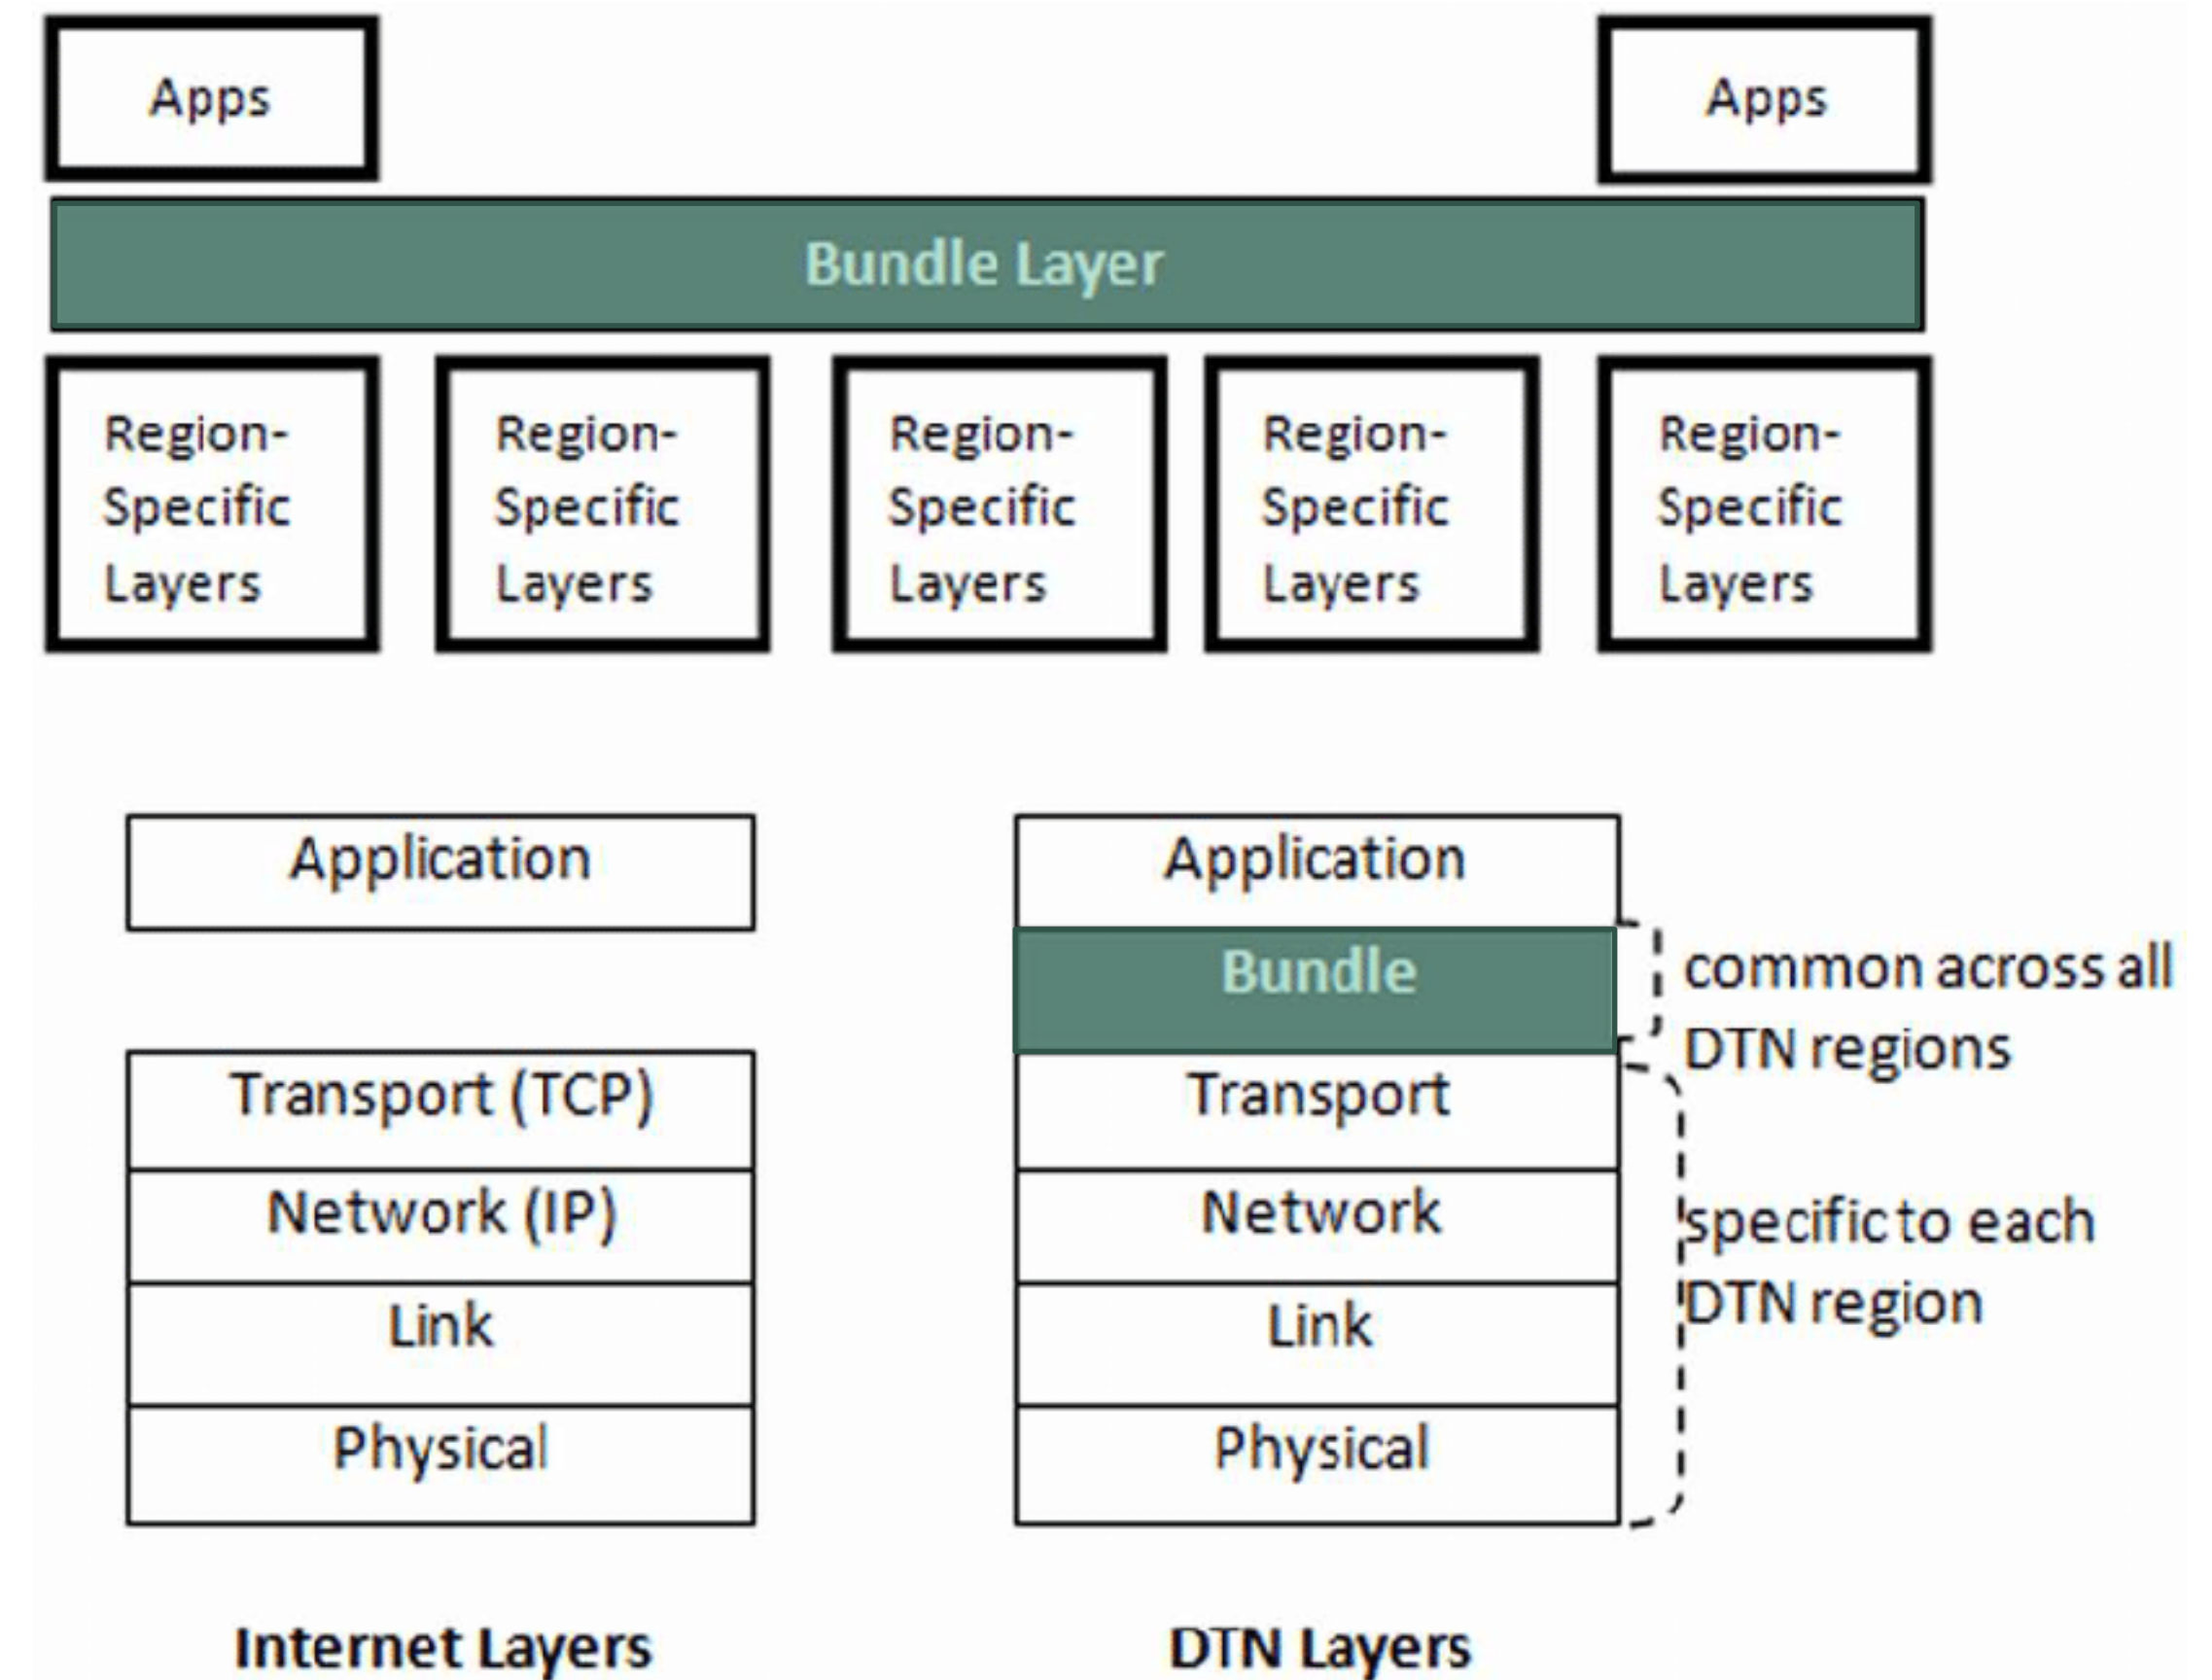 Apps
Apps
Bundle Layer
Region-
Specific
Layers
Region-
Specific
Layers
Region-
Specific
Layers
Region-
Specific
Layers
Region-
Specific
Layers
Application
Transport (TCP)
Network (IP)
Link
Physical
Internet Layers
Application
Bundle
Transport
Network
Link
Physical
DTN Layers
common across all
DTN regions
specific to each
DTN region